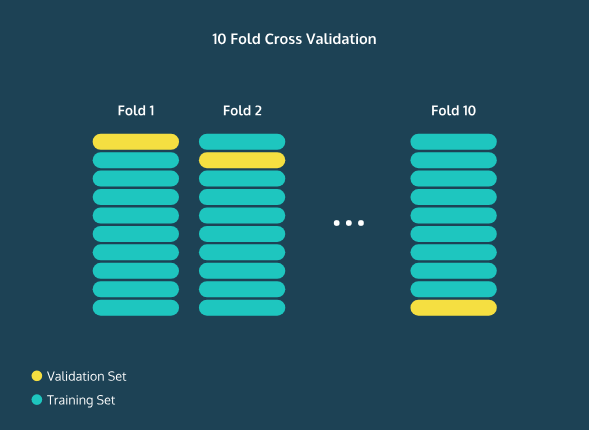 10 Fold Cross Validation
Fold 1
Fold 2
Fold 10
Validation Set
Training Set